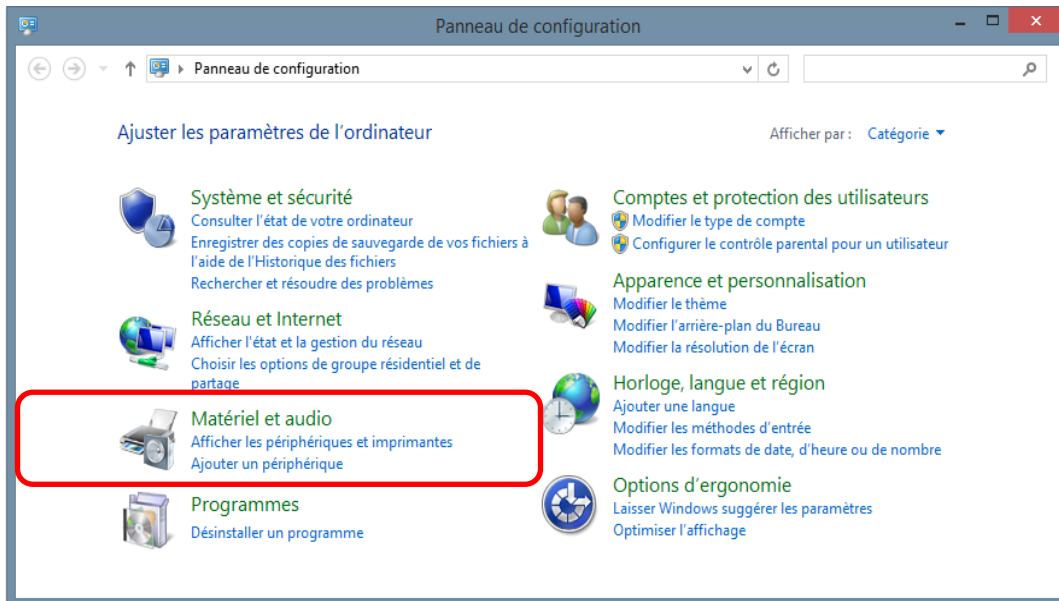 Panneau de configuration
Panneau de configuration
Ajuster les paramètres de l'ordinateur
Afficher par : Catégorie
Système et sécurité
Consulter l'état de votre ordinateur
Enregistrer des copies de sauvegarde de vos fichiers à
l'aide de l'Historique des fichiers
Rechercher et résoudre des problèmes
Réseau et Internet
Afficher l'état et la gestion du réseau
Choisir les options de groupe résidentiel et de
partage
Matériel et audio
Afficher les périphériques et imprimantes
Ajouter un périphérique
Programmes
Désinstaller un programme
Comptes et protection des utilisateurs
Modifier le type de compte
Configurer le contrôle parental pour un utilisateur
Apparence et personnalisation
Modifier le thème
Modifier l'arrière-plan du Bureau
Modifier la résolution de l'écran
Horloge, langue et région
Ajouter une langue
Modifier les méthodes d'entrée
Modifier les formats de date, d'heure ou de nombre
Options d'ergonomie
Laisser Windows suggérer les paramètres
Optimiser l'affichage